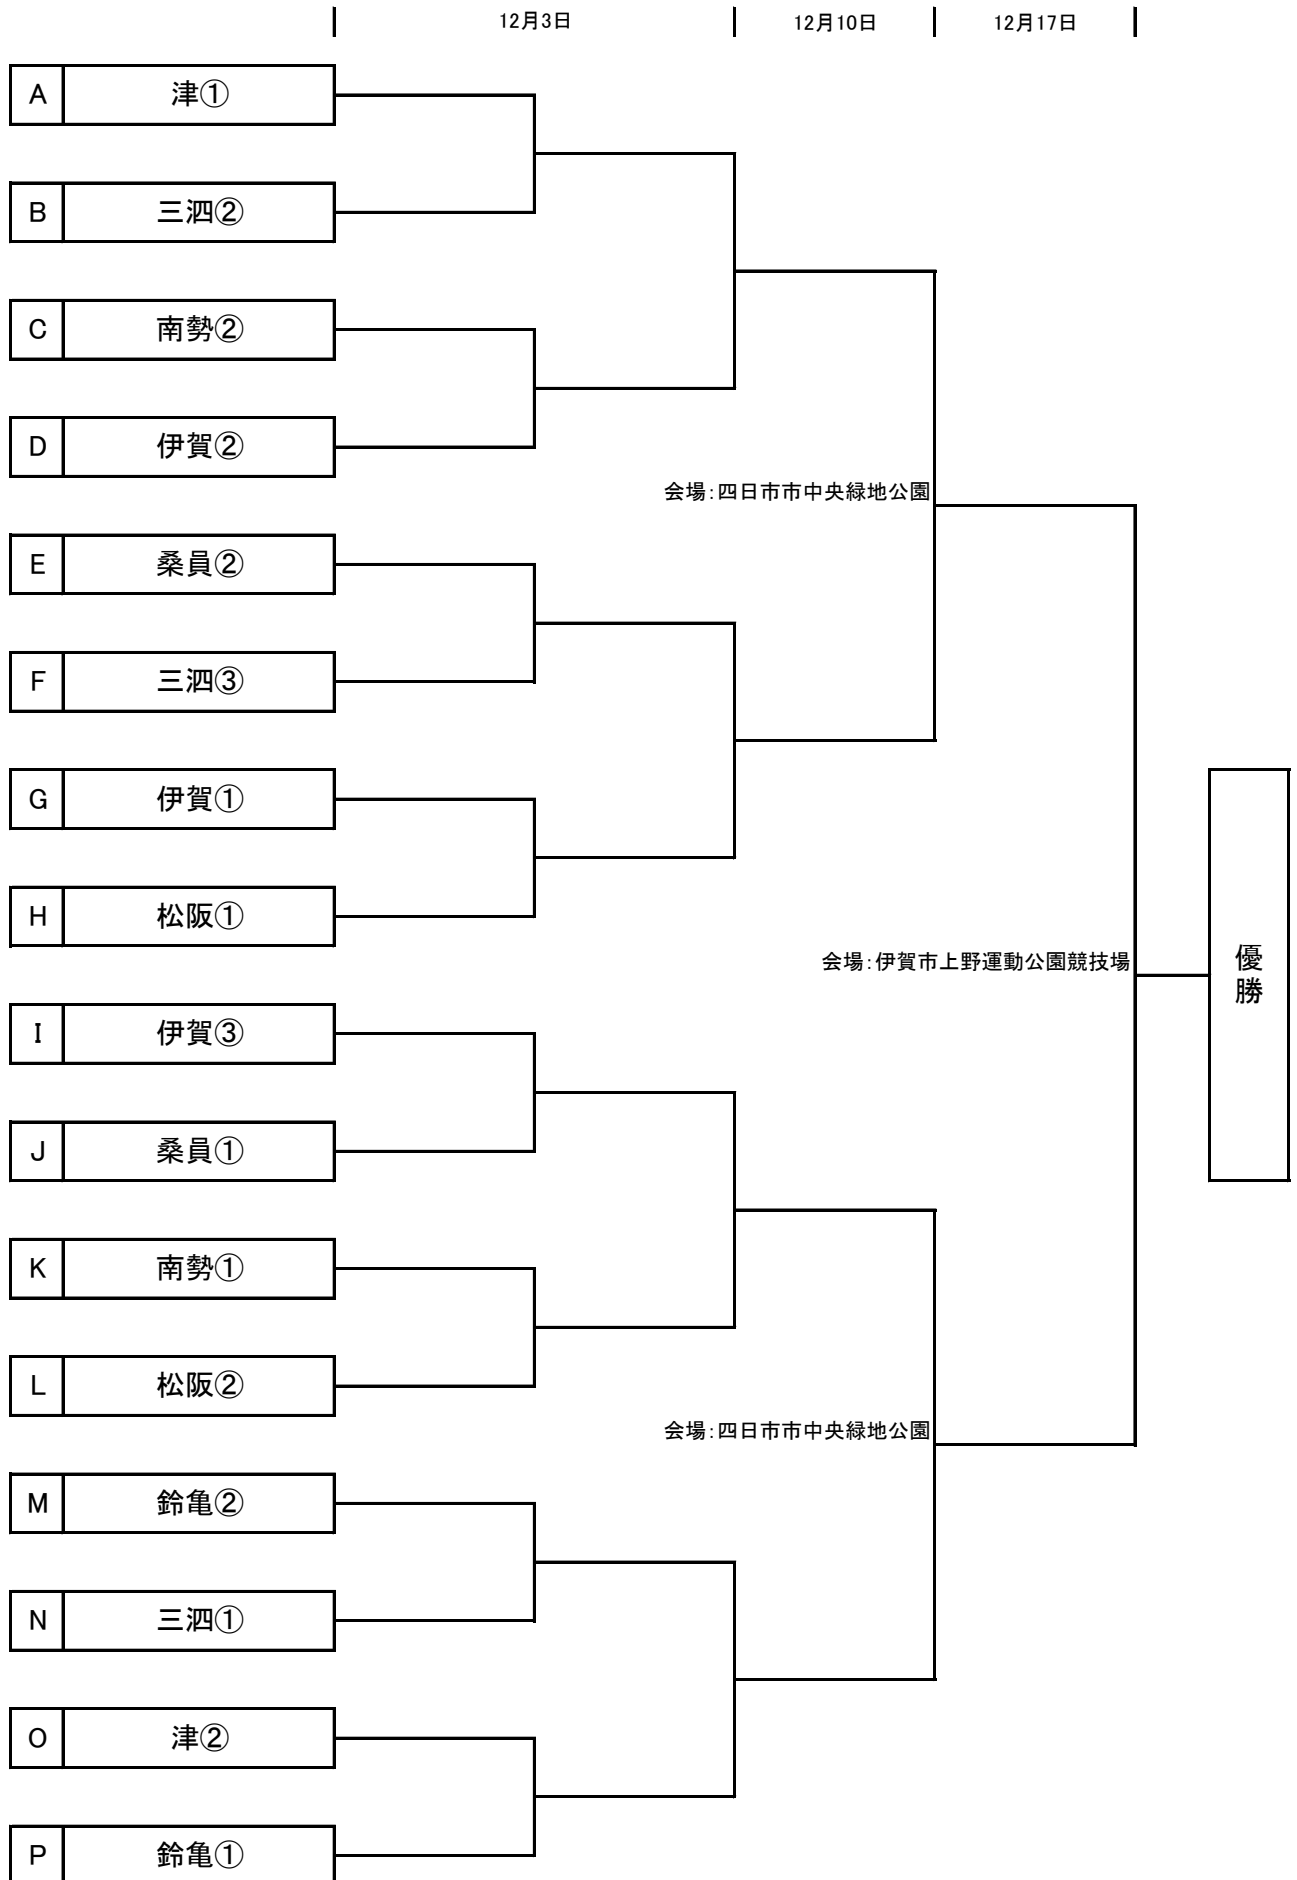 12月3日 12月10日 12月17日
A 津①
B 三泗②
C 南勢②
D 伊賀②
会場:四日市市中央緑地公園
E 桑員②
F 三泗③
G 伊賀①
H 松阪①
会場:伊賀市上野運動公園競技場
優勝
I 伊賀③
J 桑員①
K 南勢①
L 松阪②
会場:四日市市中央緑地公園
M 鈴亀②
N 三泗①
O 津②
P 鈴亀①